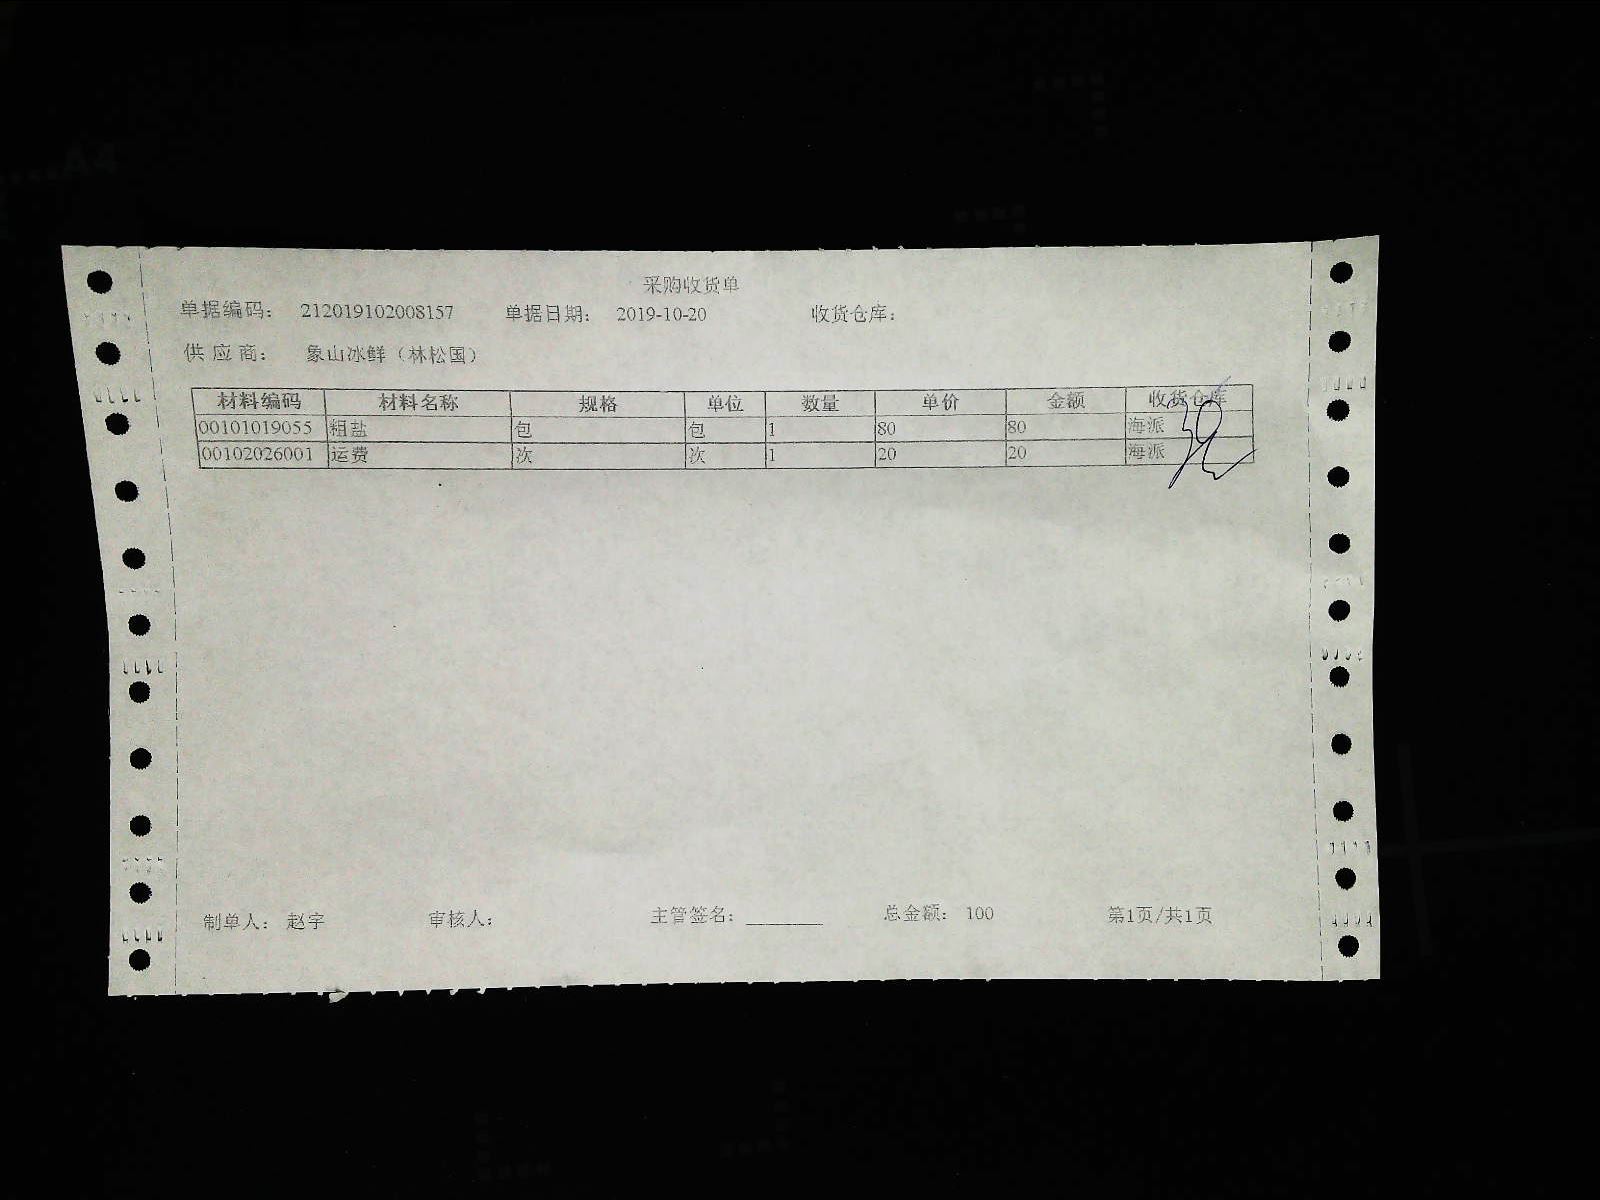 采购收货单
单据编码： 212019102008157 单据日期： 2019-10-20 收货仓库：
供 应 商： 象山冰鲜（林松国）
材料编码 材料名称 规格 单位 数量 单价 金额 收货仓库
00101019055 粗盐 包 包 1 80 80 海派
00102026001 运费 次 次 1 20 20 海派
制单人： 赵宇 审核人： 主管签名： 总金额： 100 第1页/共1页